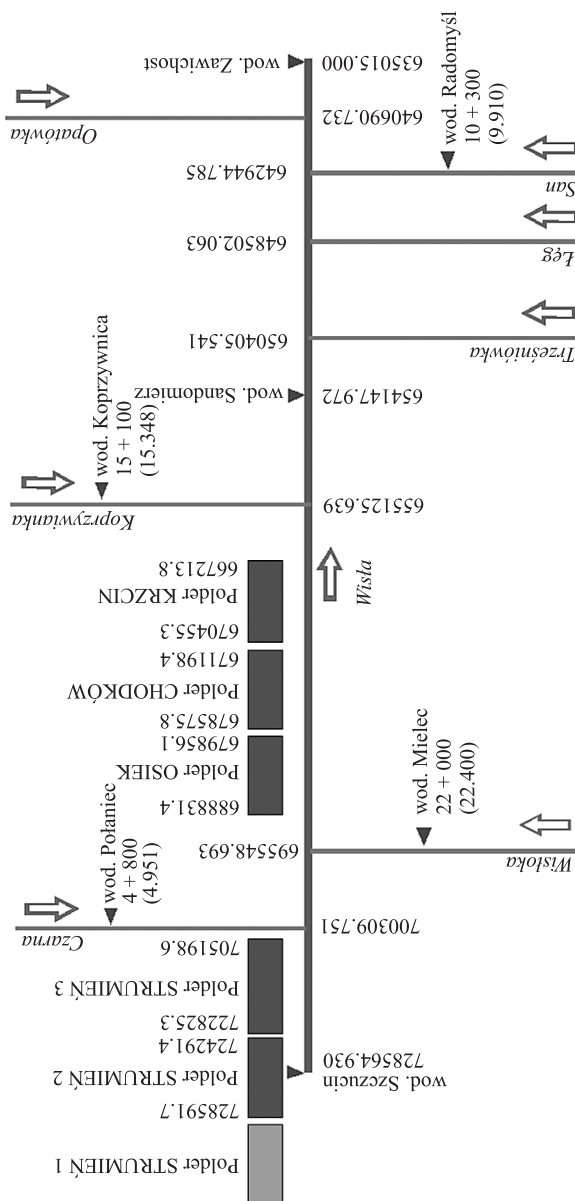 wod. Zawichost
635015.000
Opatówka
640690.732
wod. Radomyśl
10 + 300
(9.910)
642944.785
San
648502.063
Łęg
650405.541
Trześniówka
wod. Sandomierz
654147.972
wod. Koprzywnica
15 + 100
(15.348)
Koprzywianka
655125.639
Wisła
667213.8
Polder KRZCIN
670455.3
671198.4
Polder CHODKÓW
678575.8
679856.1
Polder OSIEK
688831.4
wod. Mielec
22 + 000
(22.400)
695548.693
Wisłoka
wod. Połaniec
4 + 800
(4.951)
Czarna
700309.751
705198.6
Polder STRUMIEŃ 3
722825.3
724291.4
Polder STRUMIEŃ 2
728591.7
728564.930
wod. Szczucin
Polder STRUMIEŃ 1